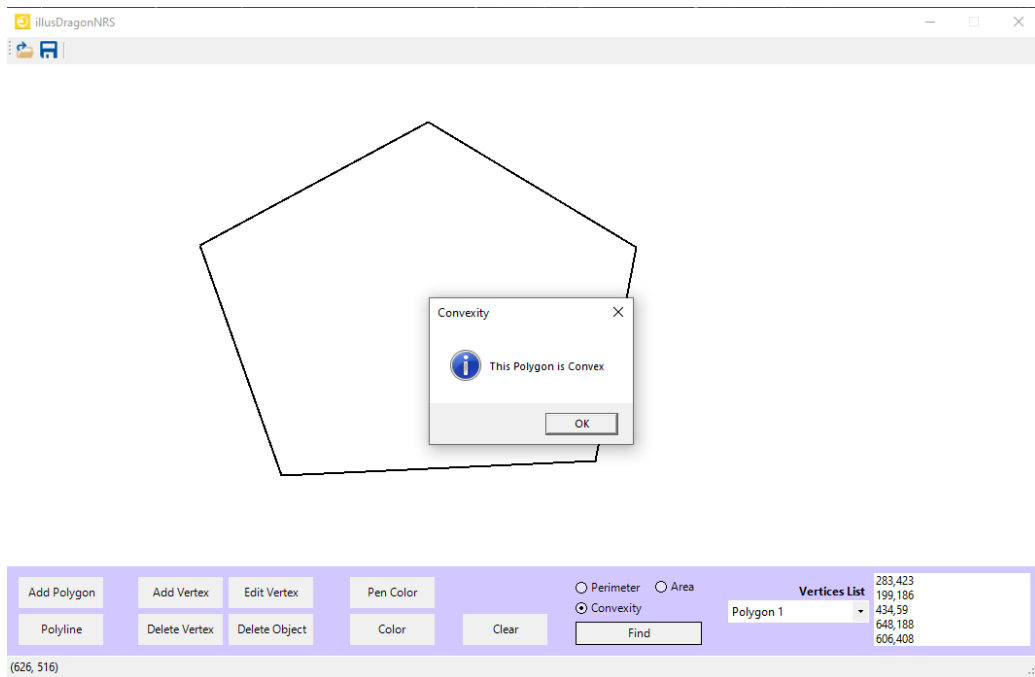 illusDragonNRS
Convexity
This Polygon is Convex
OK
Add Polygon
Add Vertex
Edit Vertex
Pen Color
Perimeter
Area
Convexity
Polyline
Delete Vertex
Delete Object
Color
Clear
Find
Vertices List
Polygon 1
283,423
199,186
434,59
648,188
606,408
(626, 516)